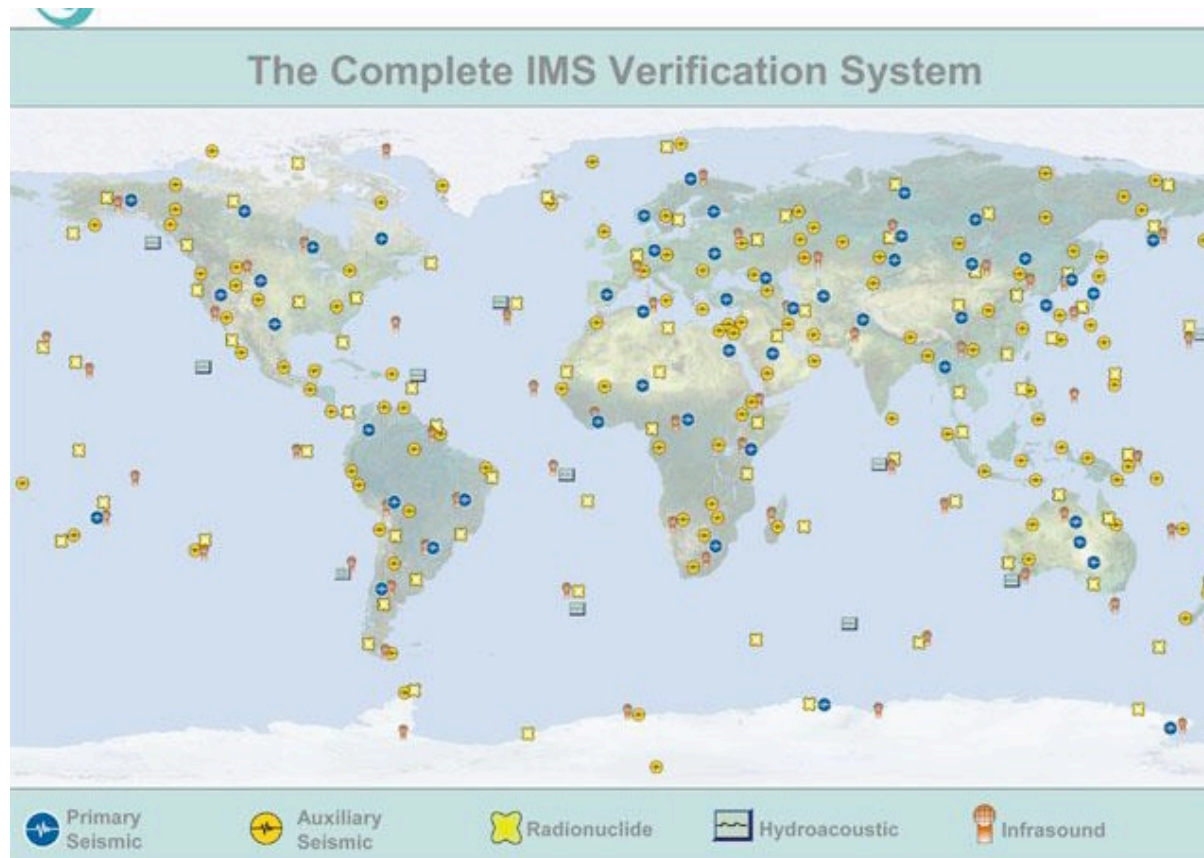 The Complete IMS Verification System
Primary
Seismic
Auxiliary
Seismic
Radionuclide
Hydroacoustic
Infrasound